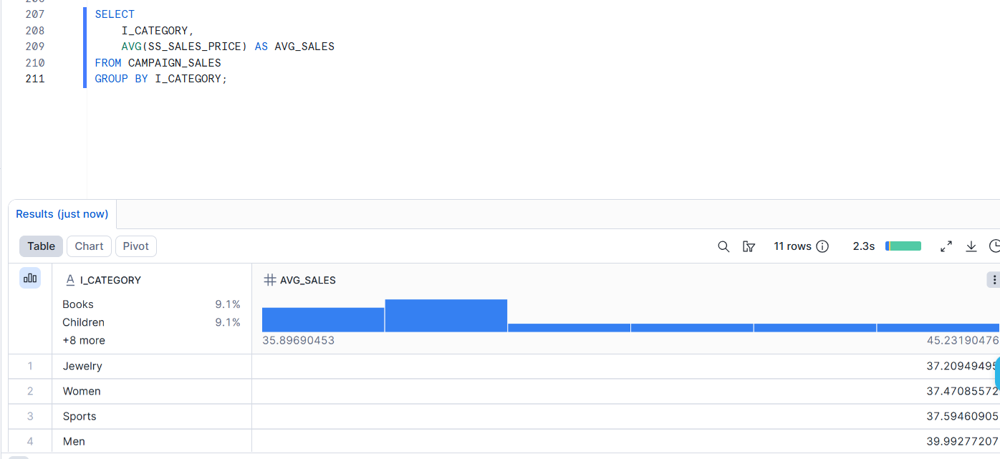 207 SELECT
208 I_CATEGORY,
209 AVG(SS_SALES_PRICE) AS AVG_SALES
210 FROM CAMPAIGN_SALES
211 GROUP BY I_CATEGORY;
Results (just now)
Table Chart Pivot 11 rows 2.3s
A I_CATEGORY # AVG_SALES
Books 9.1%
Children 9.1%
+8 more 35.89690453 45.23190476
1 Jewelry 37.20949495
2 Women 37.47085572
3 Sports 37.59460905
4 Men 39.99277207